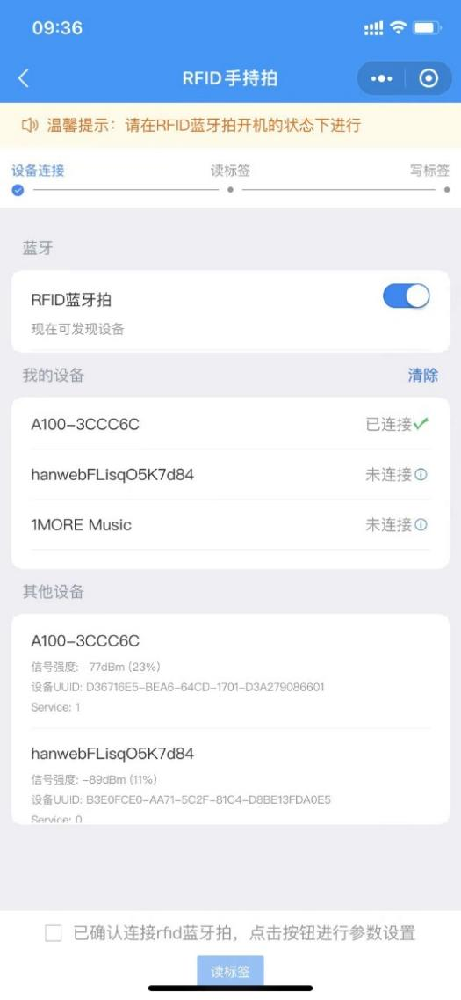 09:36
RFID手持拍
温馨提示：请在RFID蓝牙拍开机的状态下进行
设备连接 读标签 写标签
蓝牙
RFID蓝牙拍
现在可发现设备
我的设备 清除
A100-3CCC6C 已连接
hanwebFLisqO5K7d84 未连接
1MORE Music 未连接
其他设备
A100-3CCC6C
信号强度: -77dBm (23%)
设备UUID: D36716E5-BEA6-64CD-1701-D3A279086601
Service: 1
hanwebFLisqO5K7d84
信号强度: -89dBm (11%)
设备UUID: B3E0FCE0-AA71-5C2F-81C4-D8BE13FDA0E5
Service: 0
已确认连接rfid蓝牙拍，点击按钮进行参数设置
读标签